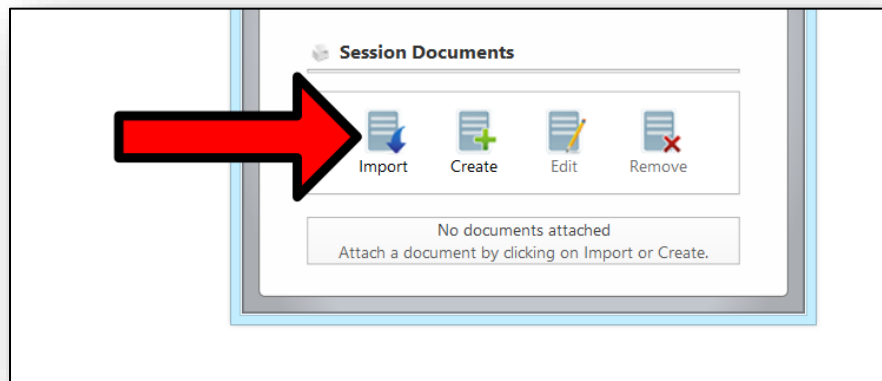 Session Documents
Import Create Edit Remove
No documents attached
Attach a document by clicking on Import or Create.